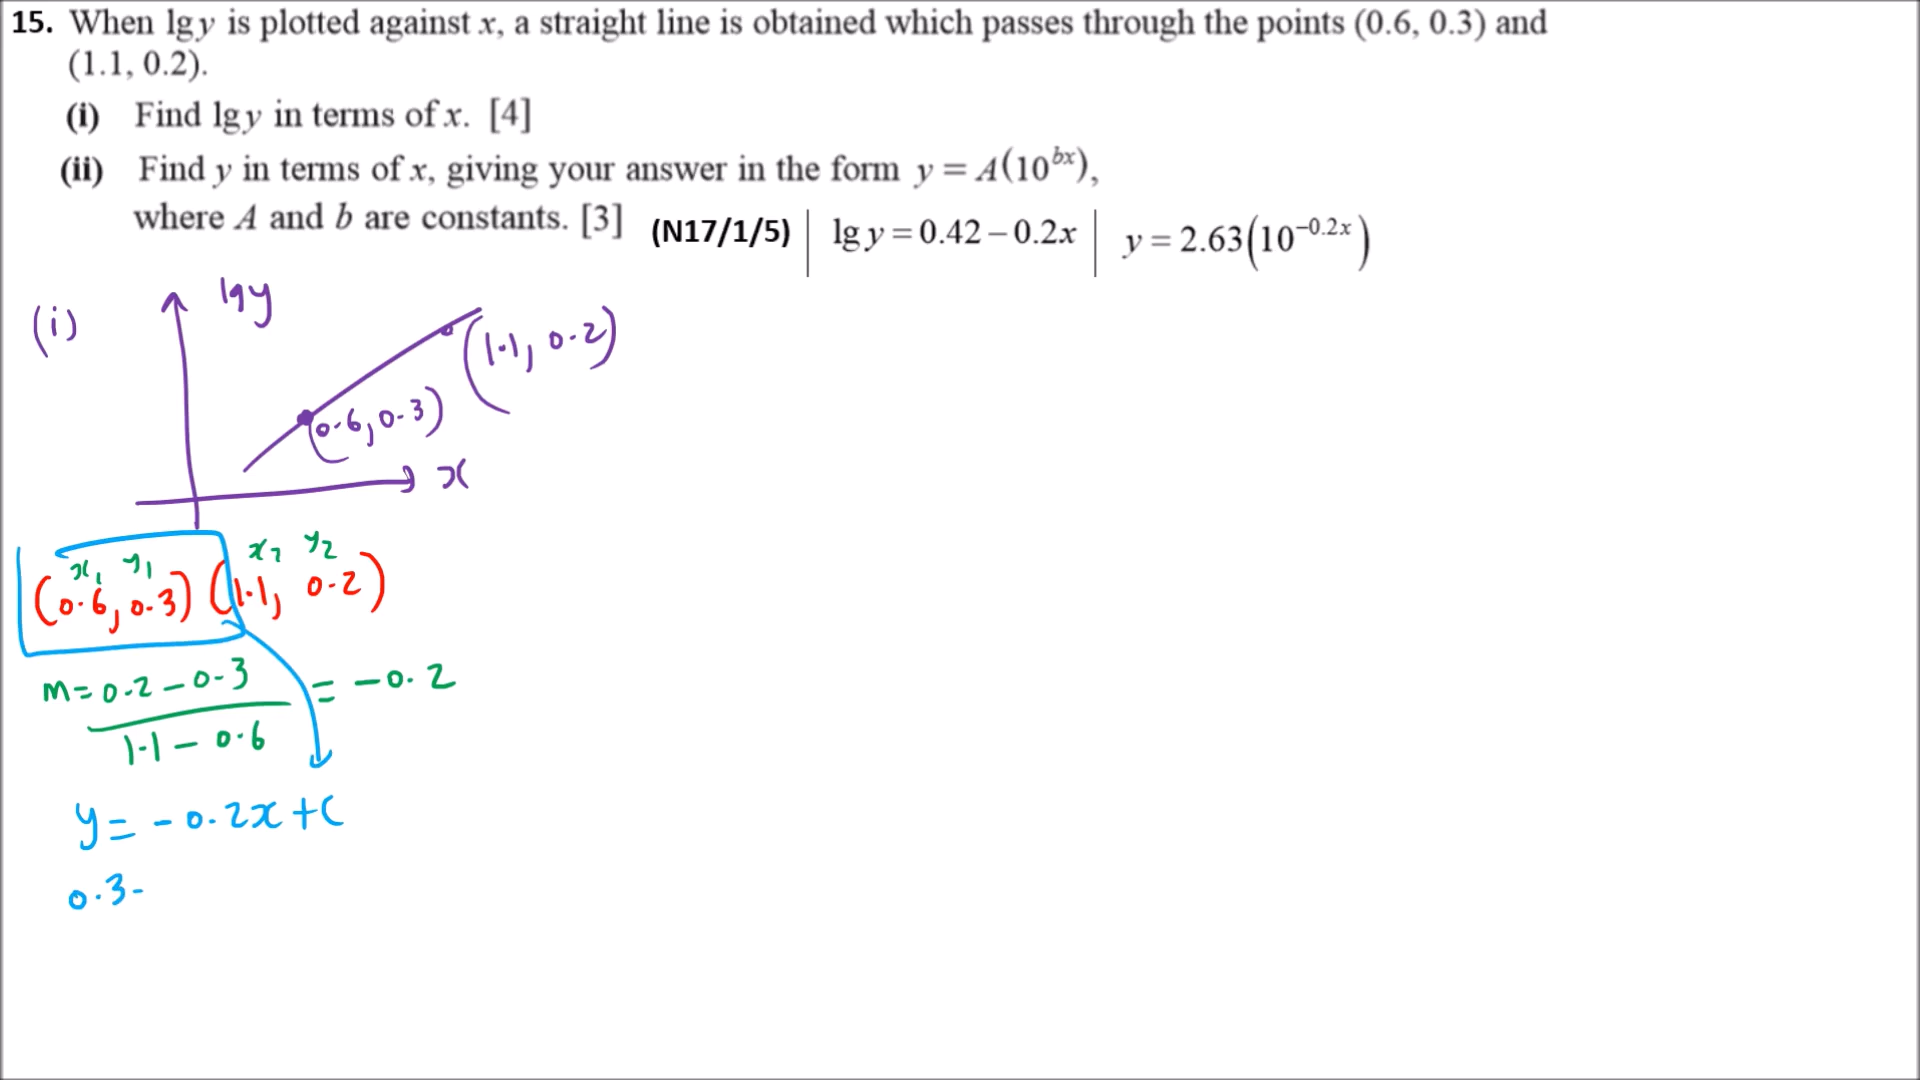 15. When lg y is plotted against x, a straight line is obtained which passes through the points (0.6, 0.3) and
(1.1, 0.2).
(i) Find lg y in terms of x. [4]
(ii) Find y in terms of x, giving your answer in the form y = A(10^{bx}),
where A and b are constants. [3] (N17/1/5) | lg y = 0.42 – 0.2x | y = 2.63(10^{–0.2x})
(i)
lgy
(1.1, 0.2)
(0.6, 0.3)
x
x₁ y₁ x₂ y₂
(0.6, 0.3) (1.1, 0.2)
m = 0.2 – 0.3 = –0.2
1.1 – 0.6
y = –0.2x + c
0.3-